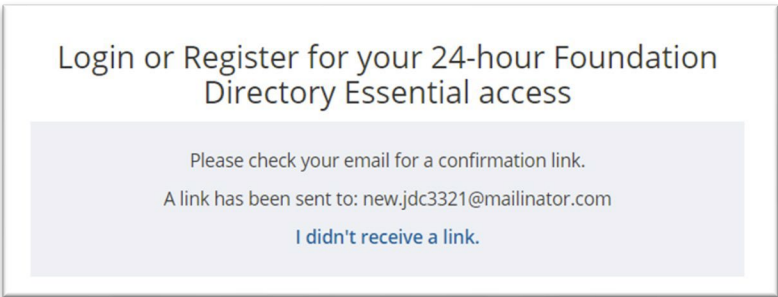 Login or Register for your 24-hour Foundation
Directory Essential access
Please check your email for a confirmation link.
A link has been sent to: new.jdc3321@mailinator.com
I didn't receive a link.